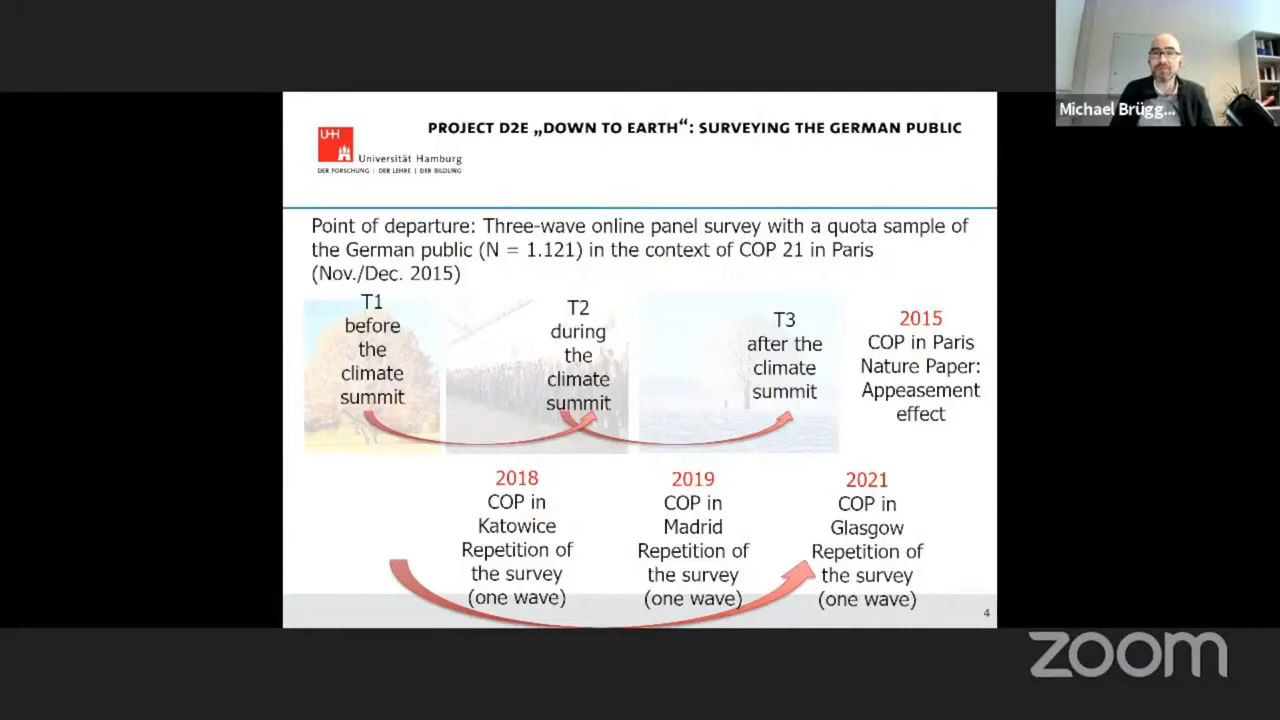 Michael Brügg...
UHH
PROJECT D2E „DOWN TO EARTH“: SURVEYING THE GERMAN PUBLIC
Universität Hamburg
DER FORSCHUNG | DER LEHRE | DER BILDUNG
Point of departure: Three-wave online panel survey with a quota sample of
the German public (N = 1.121) in the context of COP 21 in Paris
(Nov./Dec. 2015)
T1
before
the
climate
summit
T2
during
the
climate
summit
T3
after the
climate
summit
2015
COP in Paris
Nature Paper:
Appeasement
effect
2018
COP in
Katowice
Repetition of
the survey
(one wave)
2019
COP in
Madrid
Repetition of
the survey
(one wave)
2021
COP in
Glasgow
Repetition of
the survey
(one wave)
4
zoom